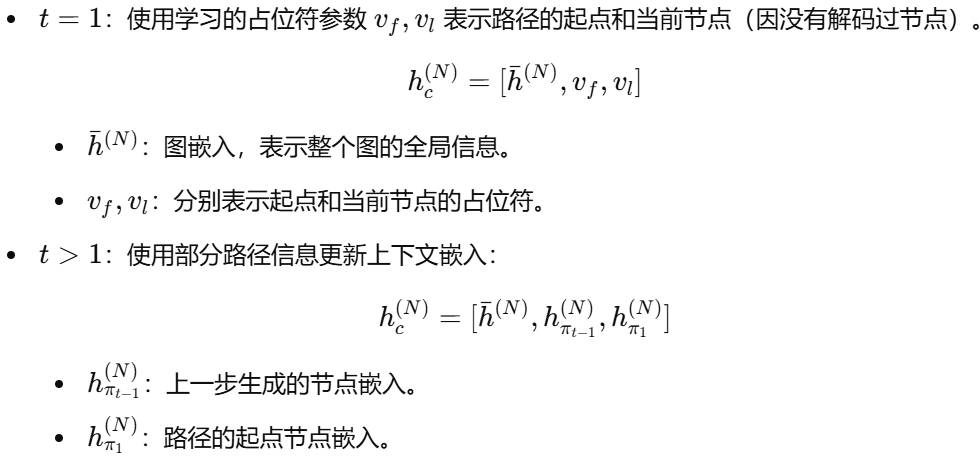 • t = 1：使用学习的占位符参数 v_f, v_l 表示路径的起点和当前节点（因没有解码过节点）。
h_c^{(N)} = [\bar{h}^{(N)}, v_f, v_l]
• \bar{h}^{(N)}：图嵌入，表示整个图的全局信息。
• v_f, v_l：分别表示起点和当前节点的占位符。
• t > 1：使用部分路径信息更新上下文嵌入：
h_c^{(N)} = [\bar{h}^{(N)}, h_{\pi_{t-1}}^{(N)}, h_{\pi_1}^{(N)}]
• h_{\pi_{t-1}}^{(N)}：上一步生成的节点嵌入。
• h_{\pi_1}^{(N)}：路径的起点节点嵌入。